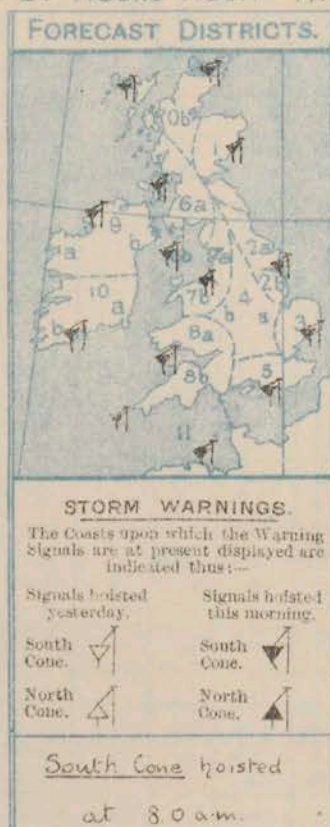 FORECAST DISTRICTS.
0b
1
6a
9
a
2a
7a
b
2b
10
7b
4
3
a
b
a
b
8a
5
8b
11
STORM WARNINGS.
The Coasts upon which the Warning
Signals are at present displayed are
indicated thus:—
Signals hoisted
yesterday.
Signals hoisted
this morning.
South
Cone.
South
Cone.
North
Cone.
North
Cone.
South Cone hoisted
at 8.0 a.m.